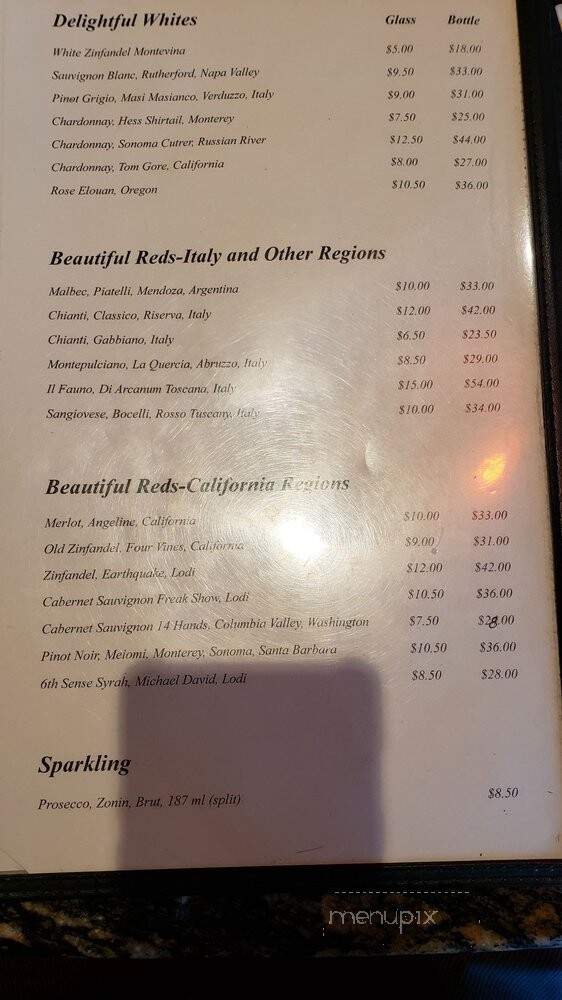 Delightful Whites Glass Bottle
White Zinfandel Montevina $5.00 $18.00
Sauvignon Blanc, Rutherford, Napa Valley $9.50 $33.00
Pinot Grigio, Masi Masianco, Verduzzo, Italy $9.00 $31.00
Chardonnay, Hess Shirtail, Monterey $7.50 $25.00
Chardonnay, Sonoma Cutrer, Russian River $12.50 $44.00
Chardonnay, Tom Gore, California $8.00 $27.00
Rose Elouan, Oregon $10.50 $36.00
Beautiful Reds-Italy and Other Regions
Malbec, Piatelli, Mendoza, Argentina $10.00 $33.00
Chianti, Classico, Riserva, Italy $12.00 $42.00
Chianti, Gabbiano, Italy $6.50 $23.50
Montepulciano, La Quercia, Abruzzo, Italy $8.50 $29.00
Il Fauno, Di Arcanum Toscana, Italy $15.00 $54.00
Sangiovese, Bocelli, Rosso Tuscany, Italy $10.00 $34.00
Beautiful Reds-California Regions
Merlot, Angeline, California $10.00 $33.00
Old Zinfandel, Four Vines, California $9.00 $31.00
Zinfandel, Earthquake, Lodi $12.00 $42.00
Cabernet Sauvignon Freak Show, Lodi $10.50 $36.00
Cabernet Sauvignon 14 Hands, Columbia Valley, Washington $7.50 $28.00
Pinot Noir, Meiomi, Monterey, Sonoma, Santa Barbara $10.50 $36.00
6th Sense Syrah, Michael David, Lodi $8.50 $28.00
Sparkling
Prosecco, Zonin, Brut, 187 ml (split) $8.50
menupix